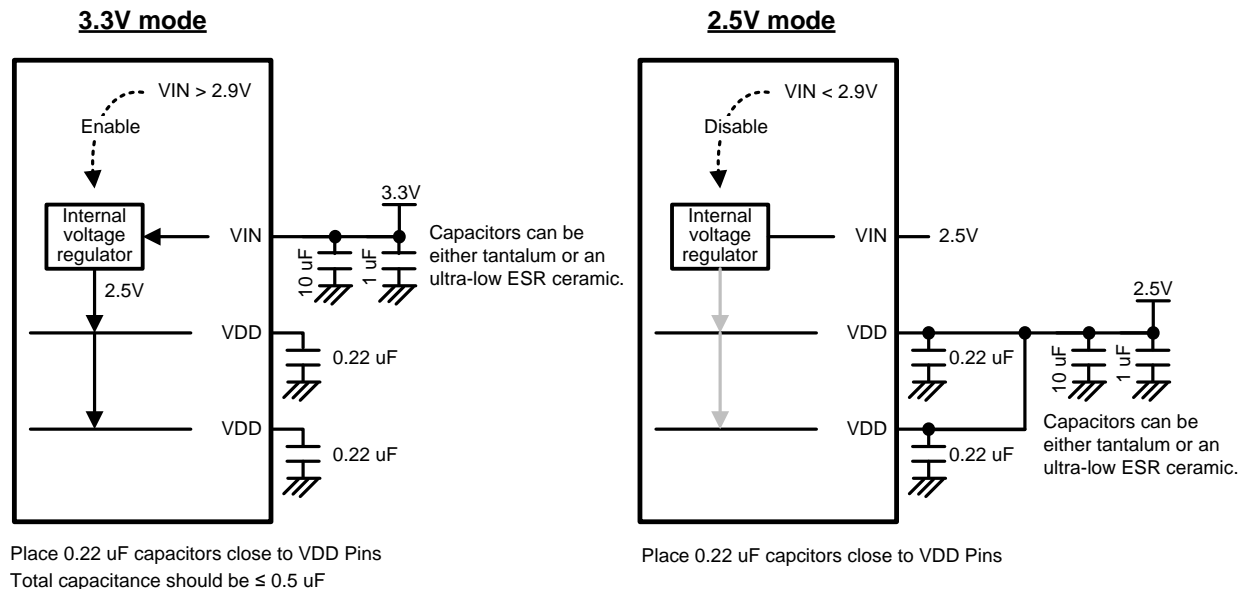 3.3V mode
VIN > 2.9V
Enable
Internal
voltage
regulator
VIN
3.3V
10 uF
1 uF
Capacitors can be
either tantalum or an
ultra-low ESR ceramic.
2.5V
VDD
0.22 uF
VDD
0.22 uF
Place 0.22 uF capacitors close to VDD Pins
Total capacitance should be ≤ 0.5 uF
2.5V mode
VIN < 2.9V
Disable
Internal
voltage
regulator
VIN
2.5V
2.5V
VDD
0.22 uF
10 uF
1 uF
VDD
0.22 uF
Capacitors can be
either tantalum or an
ultra-low ESR ceramic.
Place 0.22 uF capcitors close to VDD Pins